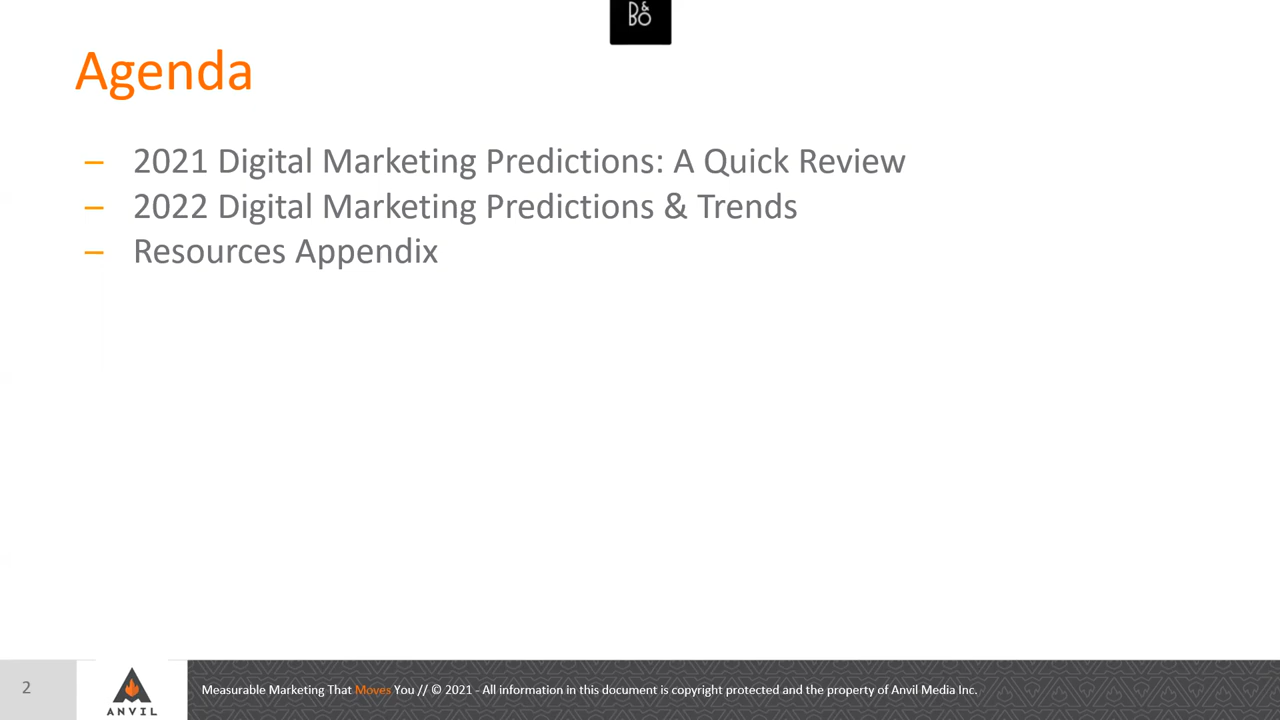 D&
BO
Agenda
– 2021 Digital Marketing Predictions: A Quick Review
– 2022 Digital Marketing Predictions & Trends
– Resources Appendix
2
ANVIL
Measurable Marketing That Moves You // © 2021 - All information in this document is copyright protected and the property of Anvil Media Inc.